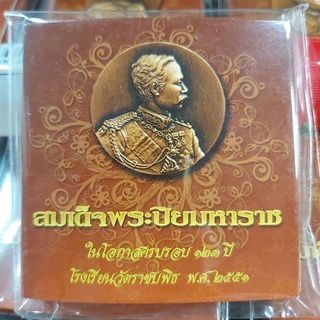 สมเด็จพระปิยมหาราช
ในโอกาสครบรอบ ๑๒๓ ปี
โรงเรียนวัดราชบพิธ พ.ศ. ๒๕๕๑